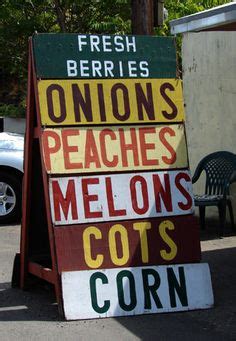 FRESH
BERRIES
ONIONS
PEACHES
MELONS
COTS
CORN